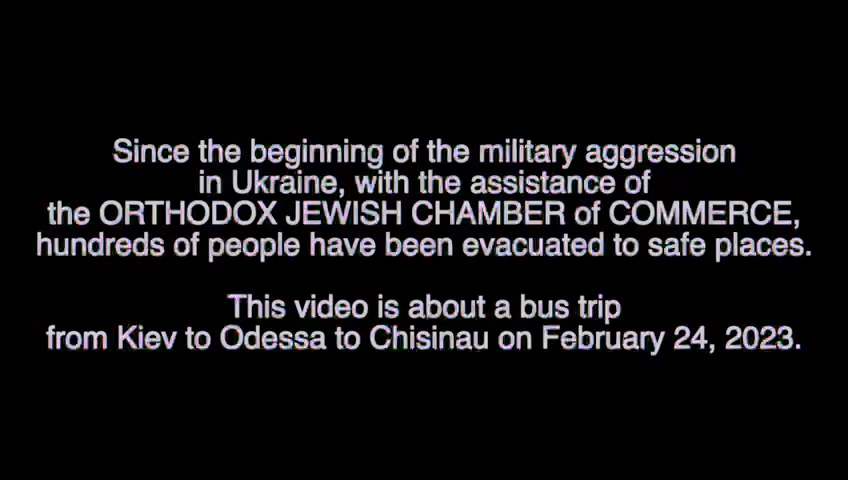 Since the beginning of the military aggression
in Ukraine, with the assistance of
the ORTHODOX JEWISH CHAMBER of COMMERCE,
hundreds of people have been evacuated to safe places.
This video is about a bus trip
from Kiev to Odessa to Chisinau on February 24, 2023.